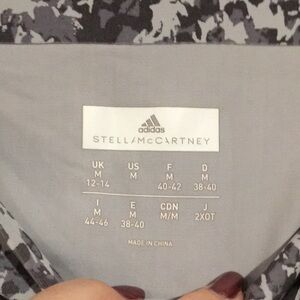 adidas
STELLA McCARTNEY
UK US F D
M M M M
12-14 40-42 38-40
I E CDN J
M M M/M 2XOT
44-46 38-40
MADE IN CHINA